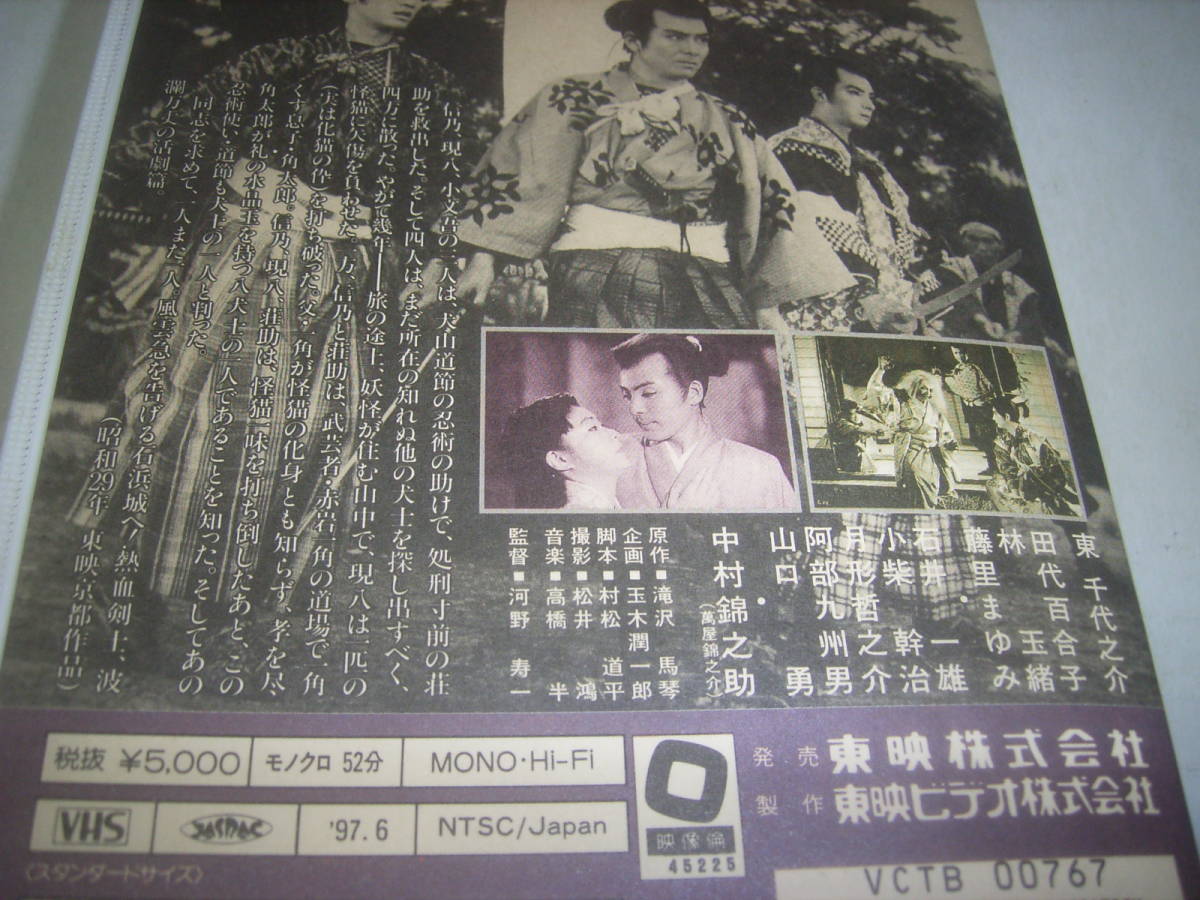 東 千代之介
田代百合子
林 玉緒
藤里まゆみ
石井 一雄
小柴 幹治
月形哲之介
阿部九州男
山口 勇
・
中村錦之助
(萬屋錦之介)
原作■滝沢 馬琴
企画■玉木潤一郎
脚本■村松 道平
撮影■松井 鴻
音楽■高橋 半
監督■河野 寿一
信乃、現八、小文吾の三人は、犬山道節の忍術の助けで、処刑寸前の荘
助を救出した。そして四人は、まだ所在の知れぬ他の犬士を探し出すべく、
四方に散った。やがて幾年――旅の途上、妖怪が住む山中で、現八は一匹の
怪猫に矢傷を負わせた。一方、信乃と荘助は、武芸者・赤岩一角の道場で、一角
(実は化猫の倅)を打ち破った。父・一角が怪猫の化身とも知らず、孝を尽
くす息子・角太郎。信乃、現八、荘助は、怪猫一味を打ち倒したあと、この
角太郎が礼の水晶玉を持つ八犬士の一人であることを知った。そしてあの
忍術使い道節も犬士の一人と判った。
同志を求めて、一人また一人、風雲急を告げる石浜城へ!熱血剣士、波
瀾万丈の活劇篇。
(昭和29年 東映京都作品)
税抜 ¥5,000
モノクロ 52分
MONO・Hi-Fi
VHS
'97.6
NTSC/Japan
〈スタンダードサイズ〉
映像倫
45225
発売 東映株式会社
製作 東映ビデオ株式会社
VCTB 00767